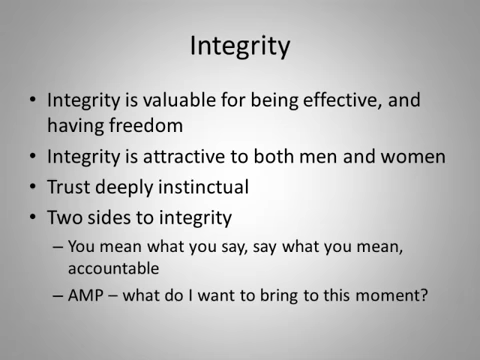 Integrity
• Integrity is valuable for being effective, and
having freedom
• Integrity is attractive to both men and women
• Trust deeply instinctual
• Two sides to integrity
– You mean what you say, say what you mean,
accountable
– AMP – what do I want to bring to this moment?